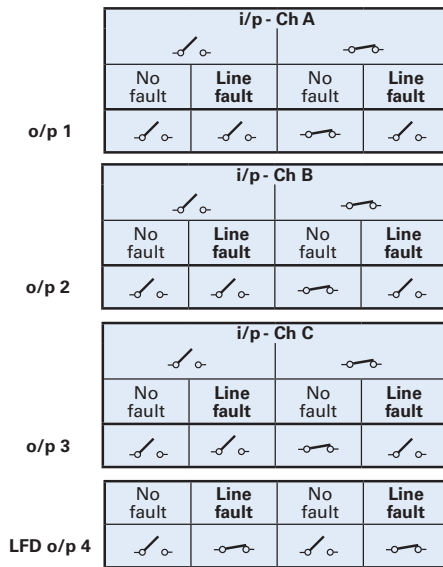 i/p - Ch A
No fault Line fault No fault Line fault
o/p 1
i/p - Ch B
No fault Line fault No fault Line fault
o/p 2
i/p - Ch C
No fault Line fault No fault Line fault
o/p 3
No fault Line fault No fault Line fault
LFD o/p 4